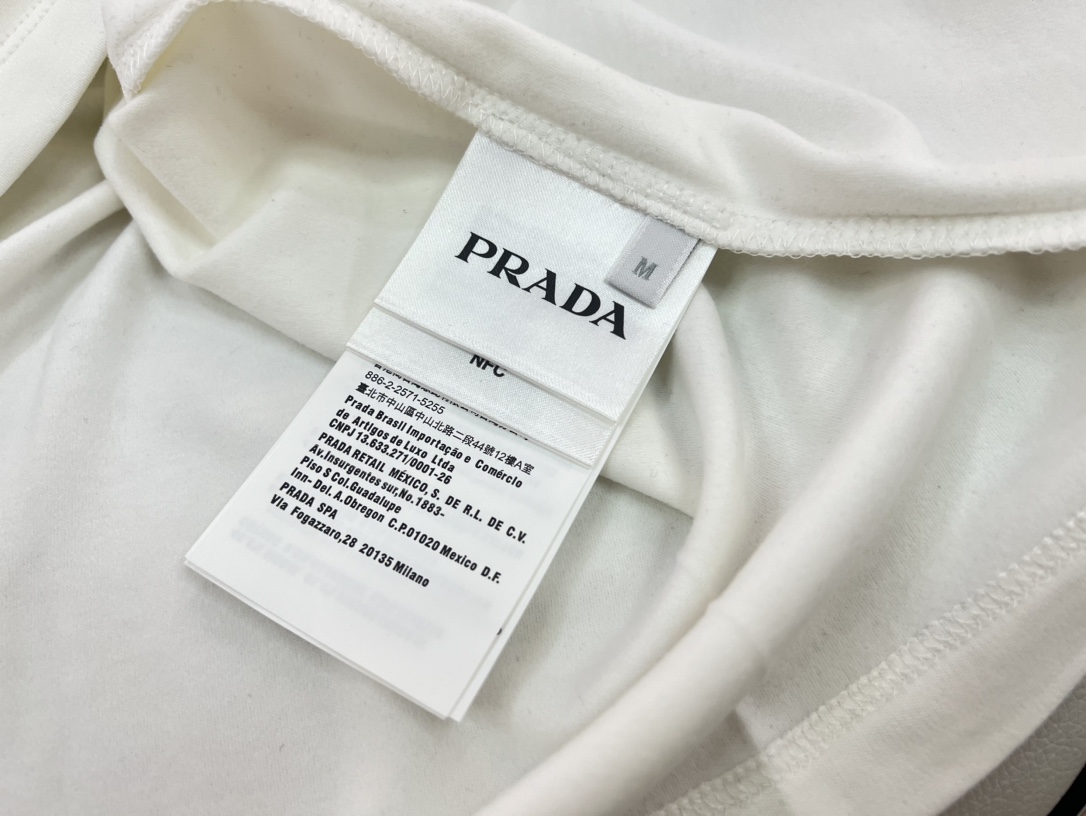 PRADA
M
NFC
886-2-2571-5255
臺北市中山區中山北路二段44號12樓A室
Prada Brasil Importação e Comércio
de Artigos de Luxo Ltda
CNPJ 13.633.271/0001-26
PRADA RETAIL MÉXICO, S. DE R.L. DE C.V.
Av.Insurgentes sur,No.1883-
Piso S Col.Guadalupe
Inn- Del. A.Obregon C.P.01020 Mexico D.F.
PRADA SPA
Via Fogazzaro,28 20135 Milano